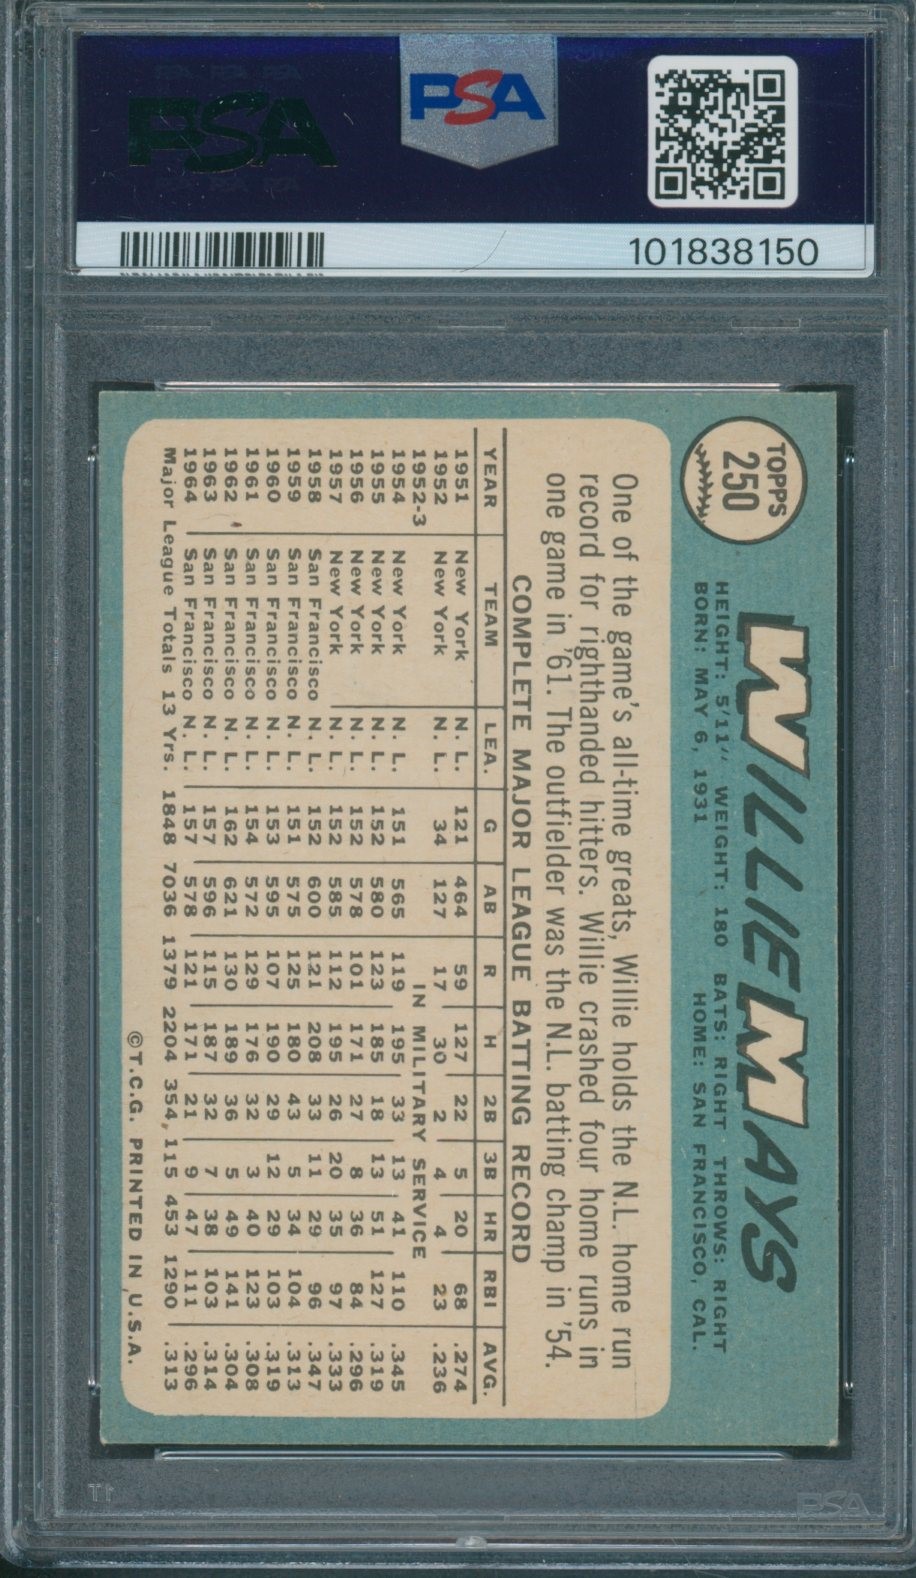 PSA
PSA
101838150
TOPPS
250
WILLIE MAYS
HEIGHT: 5'11" WEIGHT: 180 BATS: RIGHT THROWS: RIGHT
BORN: MAY 6, 1931 HOME: SAN FRANCISCO, CAL.
One of the game's all-time greats, Willie holds the N.L. home run
record for righthanded hitters. Willie crashed four home runs in
one game in '61. The outfielder was the N.L. batting champ in '54.
COMPLETE MAJOR LEAGUE BATTING RECORD
YEAR TEAM LEA. G AB R H 2B 3B HR RBI AVG.
1951 New York N. L. 121 464 59 127 22 5 20 68 .274
1952 New York N. L. 34 127 17 30 2 4 4 23 .236
1952-3 IN MILITARY SERVICE
1954 New York N. L. 151 565 119 195 33 13 41 110 .345
1955 New York N. L. 152 580 123 185 18 13 51 127 .319
1956 New York N. L. 152 578 101 171 27 8 36 84 .296
1957 New York N. L. 152 585 112 195 26 20 35 97 .333
1958 San Francisco N. L. 152 600 121 208 33 11 29 96 .347
1959 San Francisco N. L. 151 575 125 180 43 5 34 104 .313
1960 San Francisco N. L. 153 595 107 190 29 12 29 103 .319
1961 San Francisco N. L. 154 572 129 176 32 3 40 123 .308
1962 San Francisco N. L. 162 621 130 189 36 5 49 141 .304
1963 San Francisco N. L. 157 596 115 187 32 7 38 103 .314
1964 San Francisco N. L. 157 578 121 171 21 9 47 111 .296
Major League Totals 13 Yrs. 1848 7036 1379 2204 354 115 453 1290 .313
©T.C.G. PRINTED IN U.S.A.
PSA